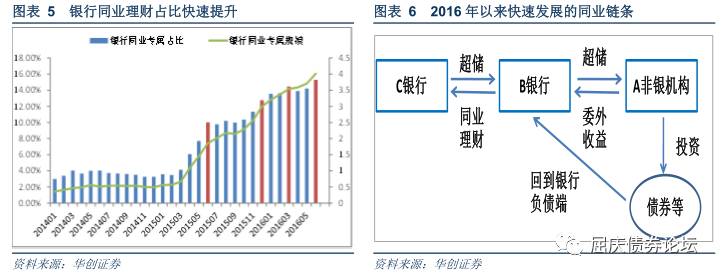 图表 5 银行同业理财占比快速提升
银行同业专属占比
银行同业专属规模
18.00%
16.00%
14.00%
12.00%
10.00%
8.00%
6.00%
4.00%
2.00%
0.00%
4.5
4
3.5
3
2.5
2
1.5
1
0.5
0
201401
201403
201405
201407
201409
201411
201501
201503
201505
201507
201509
201511
201601
201603
201605
资料来源：华创证券
图表 6 2016 年以来快速发展的同业链条
C银行
超储
同业
理财
B银行
超储
委外
收益
A非银机构
投资
债券等
回到银行
负债端
屈庆债券论坛
资料来源：华创证券